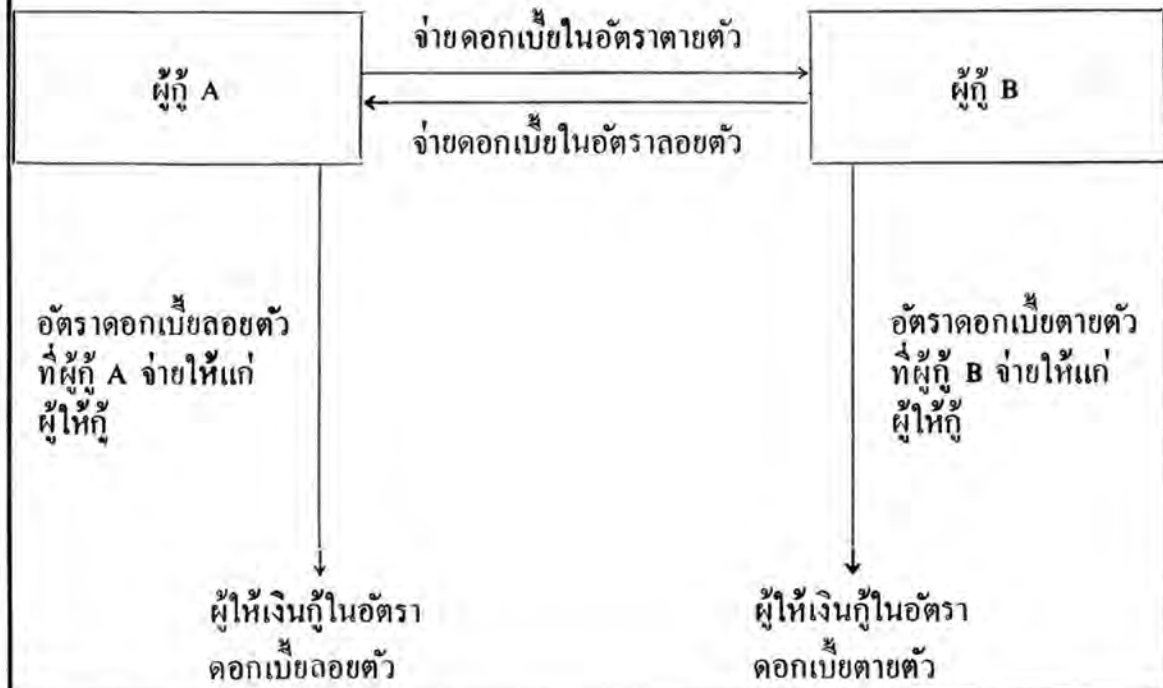 จ่ายดอกเบี้ยในอัตราตายตัว
ผู้กู้ A
ผู้กู้ B
จ่ายดอกเบี้ยในอัตราลอยตัว
อัตราดอกเบี้ยลอยตัว
ที่ผู้กู้ A จ่ายให้แก่
ผู้ให้กู้
อัตราดอกเบี้ยตายตัว
ที่ผู้กู้ B จ่ายให้แก่
ผู้ให้กู้
ผู้ให้เงินกู้ในอัตรา
ดอกเบี้ยลอยตัว
ผู้ให้เงินกู้ในอัตรา
ดอกเบี้ยตายตัว